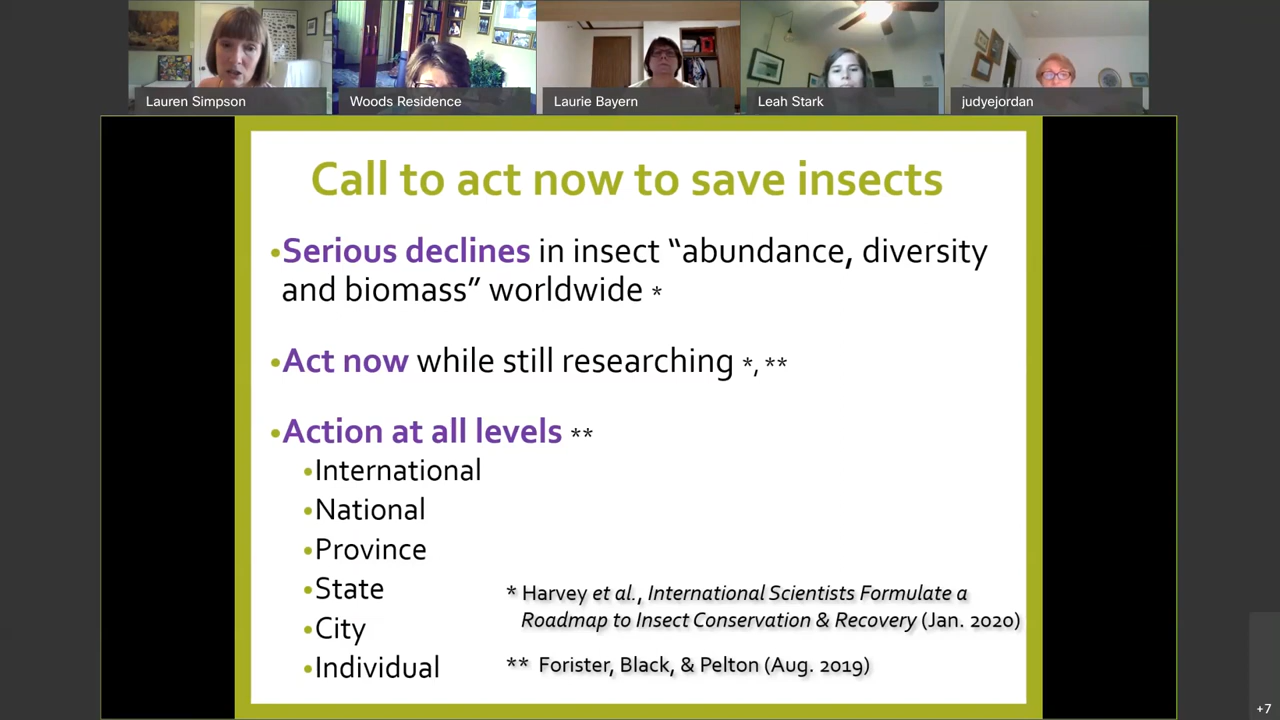 Lauren Simpson
Woods Residence
Laurie Bayern
Leah Stark
judyejordan
Call to act now to save insects
•Serious declines in insect “abundance, diversity
and biomass” worldwide *
•Act now while still researching *, **
•Action at all levels **
•International
•National
•Province
•State
•City
•Individual
* Harvey et al., International Scientists Formulate a
Roadmap to Insect Conservation & Recovery (Jan. 2020)
** Forister, Black, & Pelton (Aug. 2019)
+7